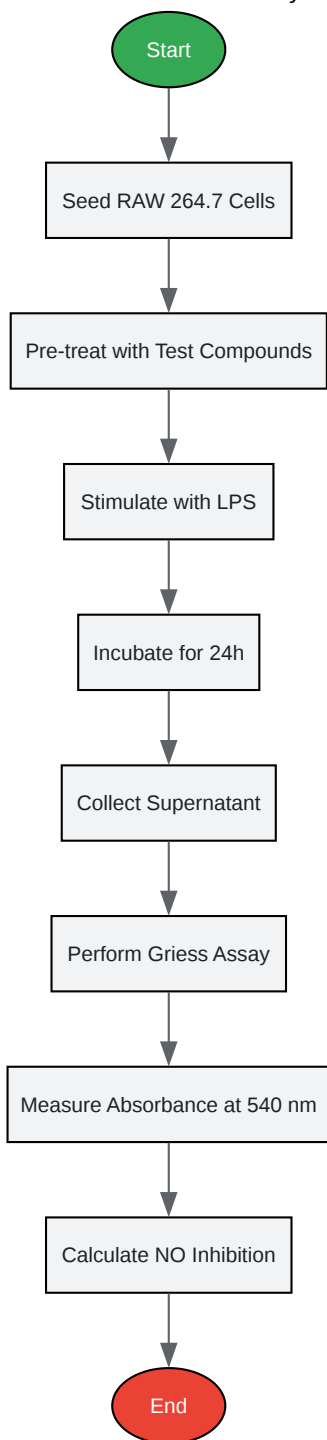 Start
Seed RAW 264.7 Cells
Pre-treat with Test Compounds
Stimulate with LPS
Incubate for 24h
Collect Supernatant
Perform Griess Assay
Measure Absorbance at 540 nm
Calculate NO Inhibition
End